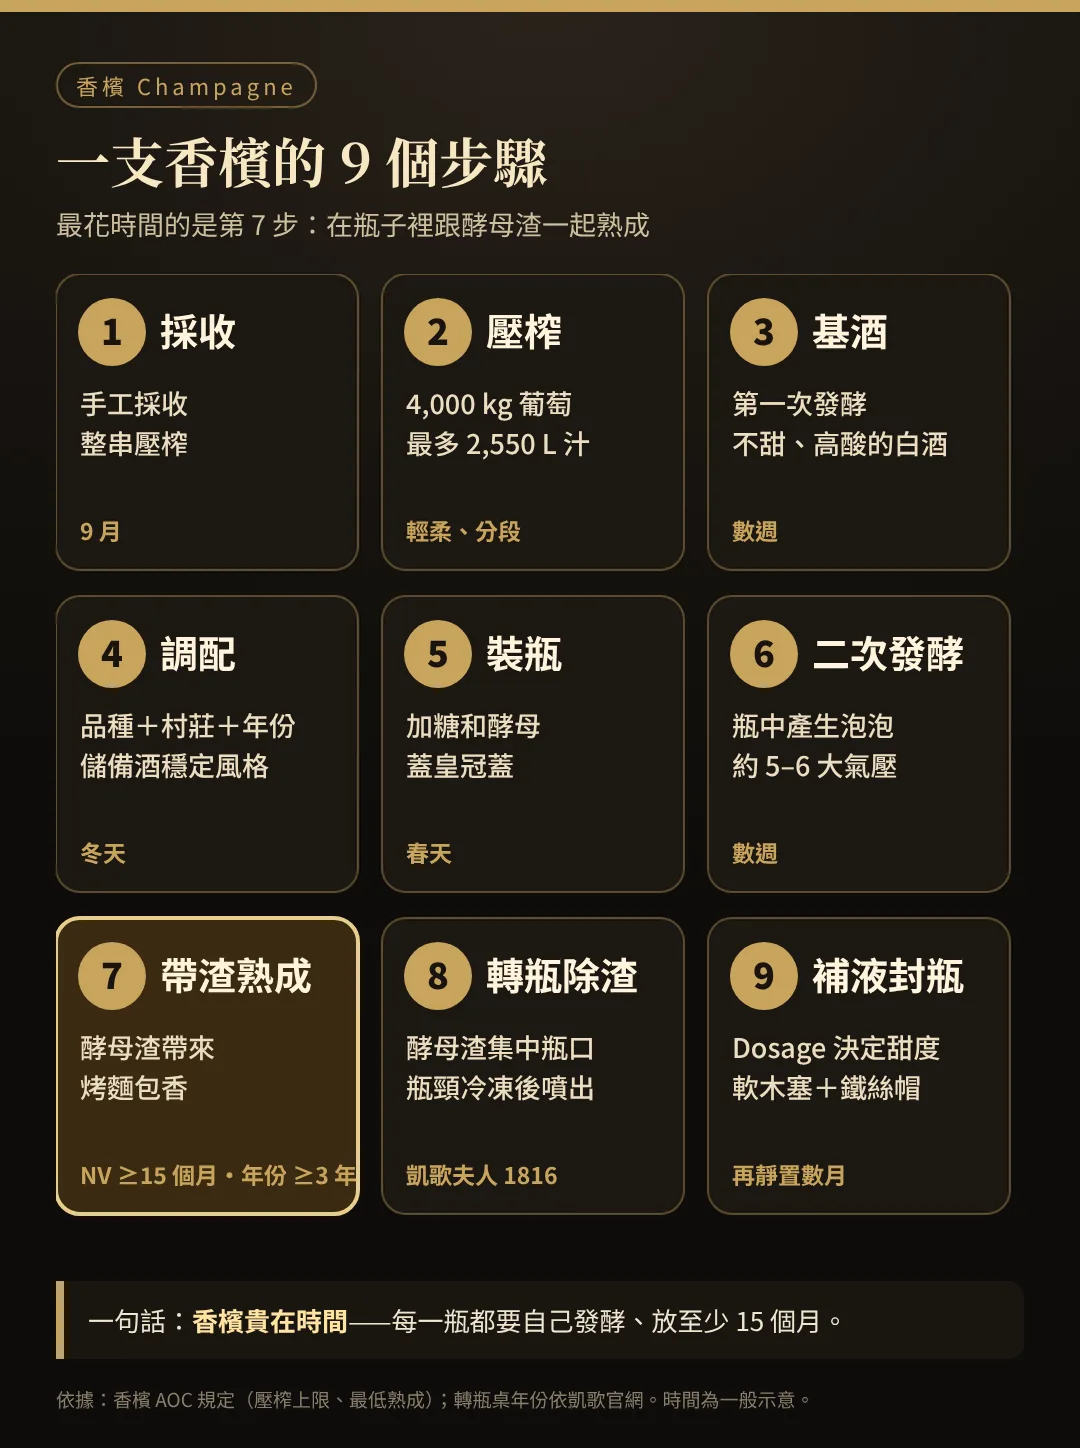 香檳 Champagne
一支香檳的 9 個步驟
最花時間的是第 7 步：在瓶子裡跟酵母渣一起熟成
1 採收
手工採收
整串壓榨
9 月
2 壓榨
4,000 kg 葡萄
最多 2,550 L 汁
輕柔、分段
3 基酒
第一次發酵
不甜、高酸的白酒
數週
4 調配
品種＋村莊＋年份
儲備酒穩定風格
冬天
5 裝瓶
加糖和酵母
蓋皇冠蓋
春天
6 二次發酵
瓶中產生泡泡
約 5–6 大氣壓
數週
7 帶渣熟成
酵母渣帶來
烤麵包香
NV ≥15 個月・年份 ≥3 年
8 轉瓶除渣
酵母渣集中瓶口
瓶頸冷凍後噴出
凱歌夫人 1816
9 補液封瓶
Dosage 決定甜度
軟木塞＋鐵絲帽
再靜置數月
一句話：香檳貴在時間——每一瓶都要自己發酵、放至少 15 個月。
依據：香檳 AOC 規定（壓榨上限、最低熟成）；轉瓶桌年份依凱歌官網。時間為一般示意。